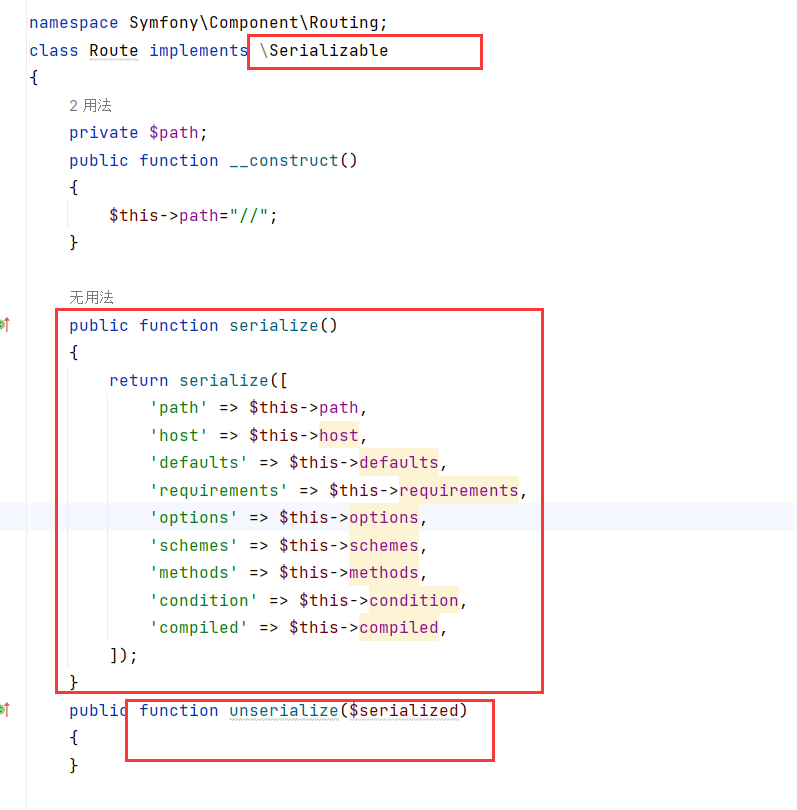 namespace Symfony\Component\Routing;
class Route implements \Serializable
{
2 用法
private $path;
public function __construct()
{
$this->path="//";
}
无用法
public function serialize()
{
return serialize([
'path' => $this->path,
'host' => $this->host,
'defaults' => $this->defaults,
'requirements' => $this->requirements,
'options' => $this->options,
'schemes' => $this->schemes,
'methods' => $this->methods,
'condition' => $this->condition,
'compiled' => $this->compiled,
]);
}
public function unserialize($serialized)
{
}